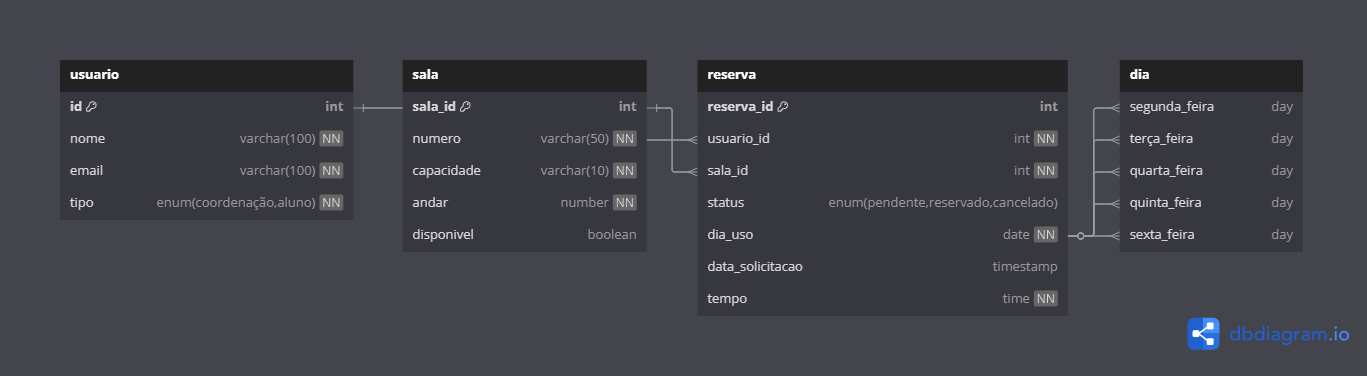 usuario
id int
nome varchar(100) NN
email varchar(100) NN
tipo enum(coordenação,aluno) NN
sala
sala_id int
numero varchar(50) NN
capacidade varchar(10) NN
andar number NN
disponivel boolean
reserva
reserva_id int
usuario_id int NN
sala_id int NN
status enum(pendente,reservado,cancelado)
dia_uso date NN
data_solicitacao timestamp
tempo time NN
dia
segunda_feira day
terça_feira day
quarta_feira day
quinta_feira day
sexta_feira day
dbdiagram.io